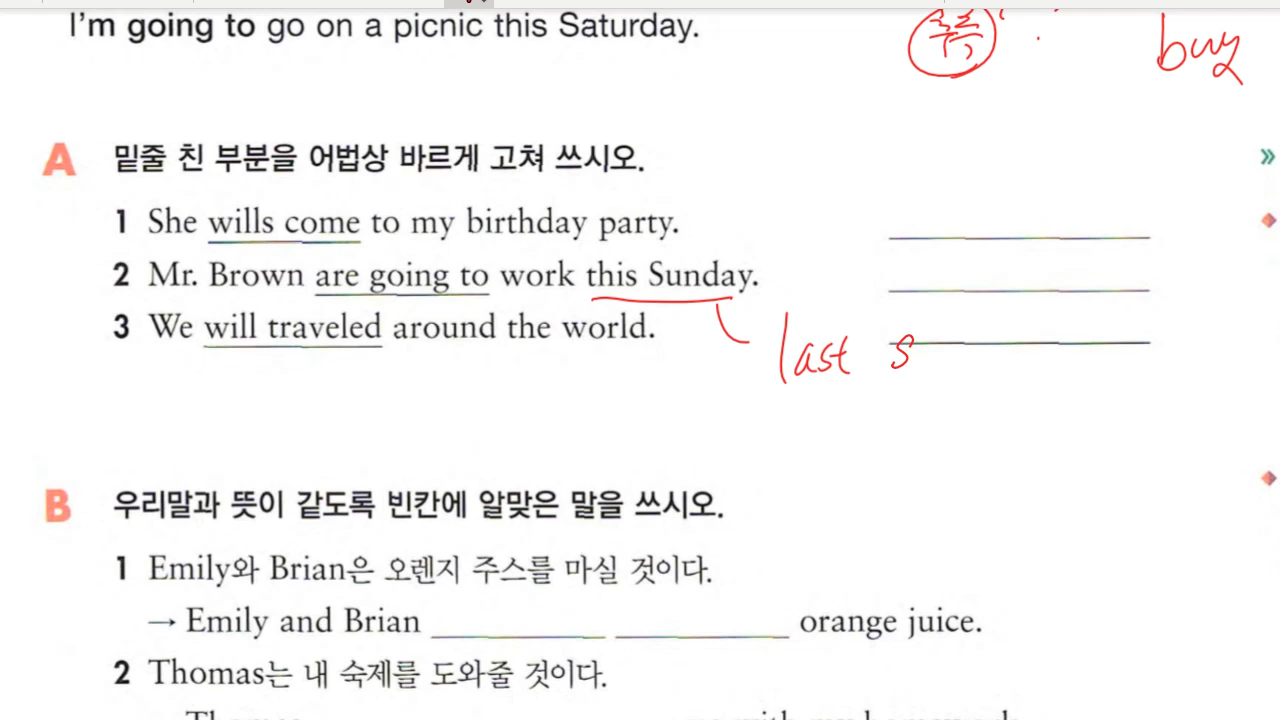 I'm going to go on a picnic this Saturday.
buy
A 밑줄 친 부분을 어법상 바르게 고쳐 쓰시오.
1 She wills come to my birthday party.
2 Mr. Brown are going to work this Sunday.
3 We will traveled around the world.
last s
B 우리말과 뜻이 같도록 빈칸에 알맞은 말을 쓰시오.
1 Emily와 Brian은 오렌지 주스를 마실 것이다.
→ Emily and Brian orange juice.
2 Thomas는 내 숙제를 도와줄 것이다.
Thomas me with my homework